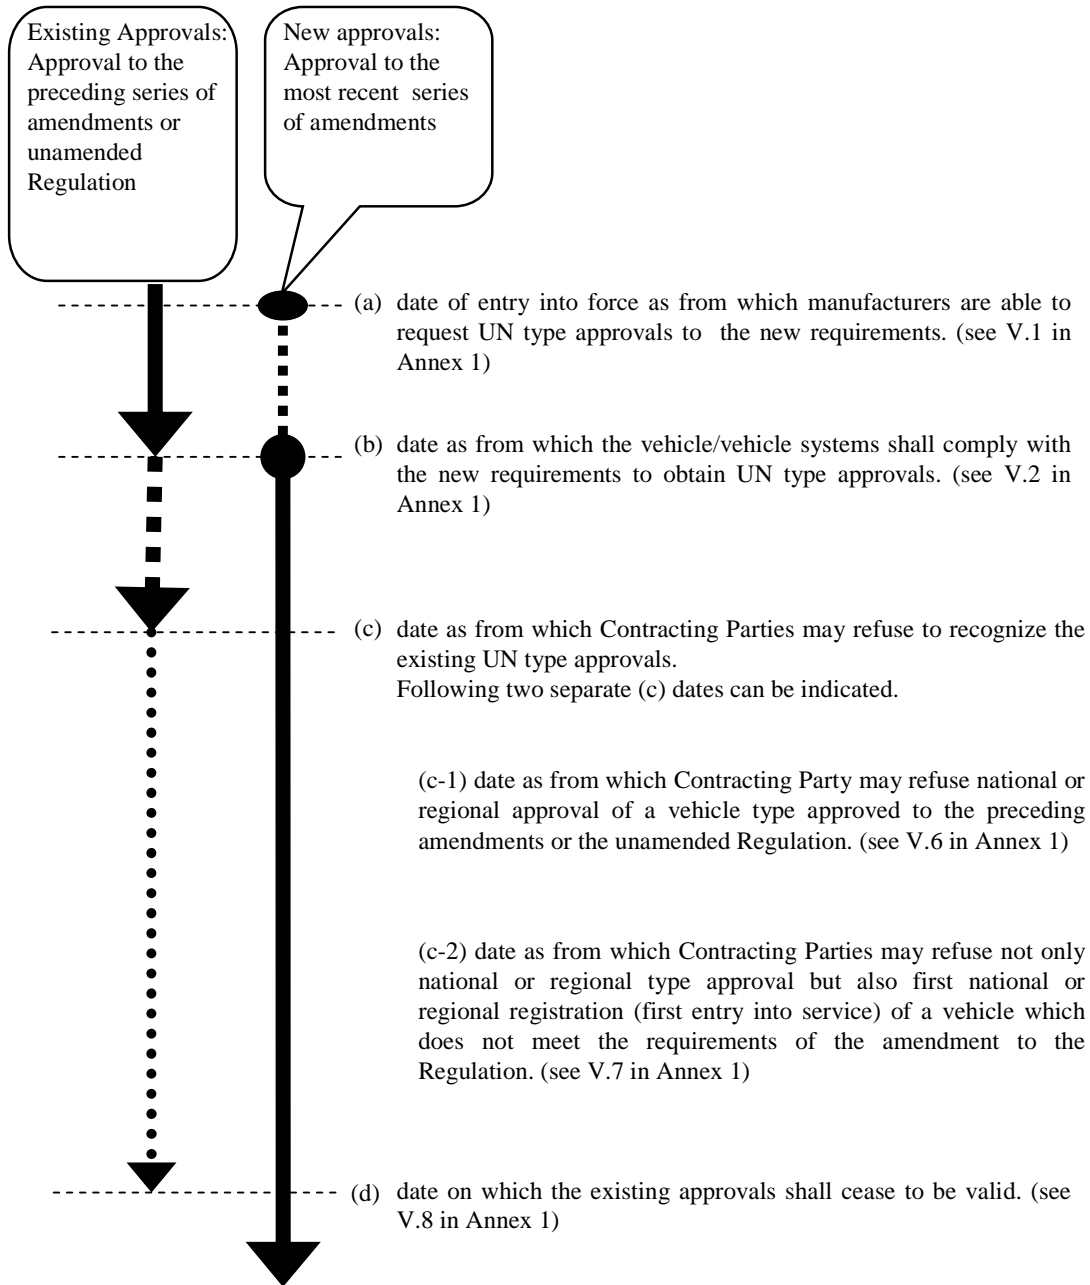 Existing Approvals:
Approval to the
preceding series of
amendments or
unamended
Regulation
New approvals:
Approval to the
most recent series
of amendments
(a) date of entry into force as from which manufacturers are able to
request UN type approvals to the new requirements. (see V.1 in
Annex 1)
(b) date as from which the vehicle/vehicle systems shall comply with
the new requirements to obtain UN type approvals. (see V.2 in
Annex 1)
(c) date as from which Contracting Parties may refuse to recognize the
existing UN type approvals.
Following two separate (c) dates can be indicated.
(c-1) date as from which Contracting Party may refuse national or
regional approval of a vehicle type approved to the preceding
amendments or the unamended Regulation. (see V.6 in Annex 1)
(c-2) date as from which Contracting Parties may refuse not only
national or regional type approval but also first national or
regional registration (first entry into service) of a vehicle which
does not meet the requirements of the amendment to the
Regulation. (see V.7 in Annex 1)
(d) date on which the existing approvals shall cease to be valid. (see
V.8 in Annex 1)